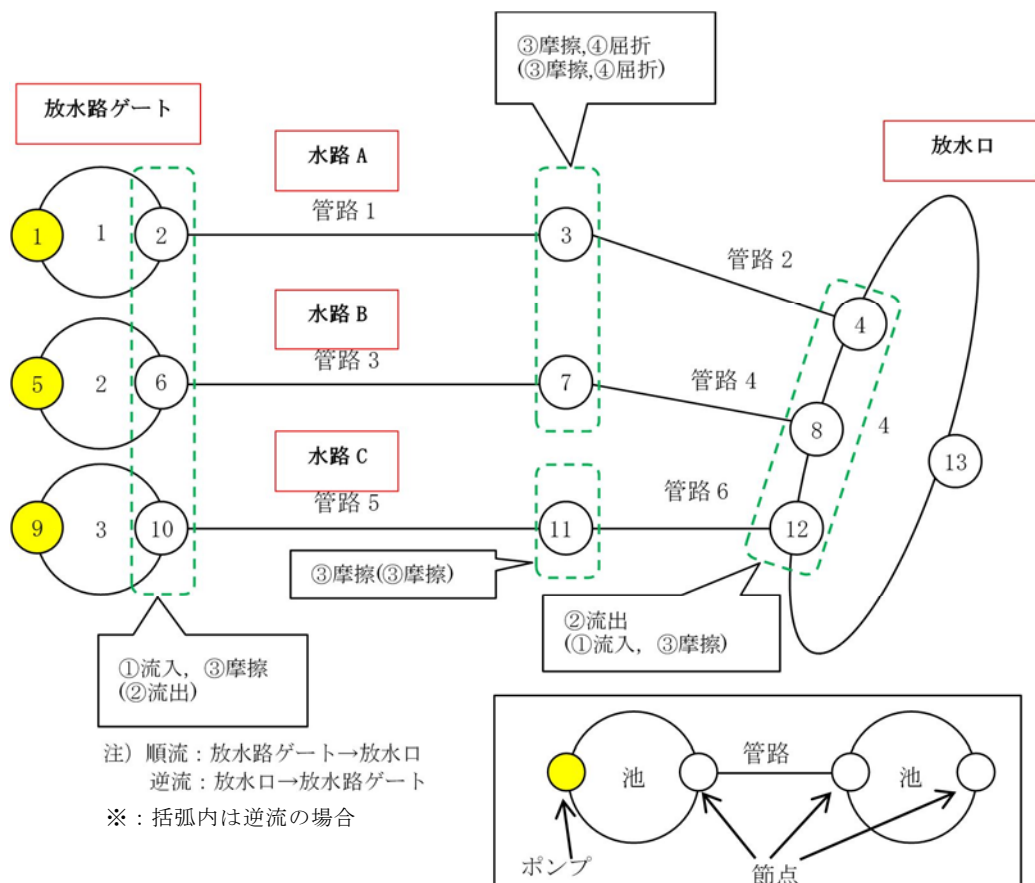 ③摩擦,④屈折
(③摩擦,④屈折)
放水路ゲート
水路 A
放水口
管路 1
1
1
2
3
管路 2
4
水路 B
管路 3
5
2
6
7
管路 4
8
4
13
水路 C
管路 5
9
3
10
11
管路 6
12
③摩擦(③摩擦)
②流出
(①流入，③摩擦)
①流入，③摩擦
(②流出)
注）順流：放水路ゲート→放水口
逆流：放水口→放水路ゲート
※：括弧内は逆流の場合
管路
池
池
ポンプ
節点